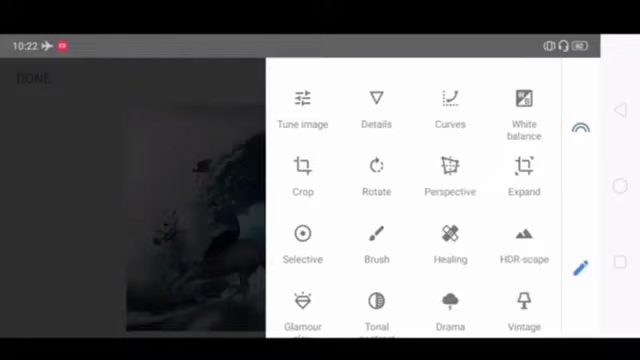 10:22
DONE
Tune image
Details
Curves
White
balance
Crop
Rotate
Perspective
Expand
Selective
Brush
Healing
HDR-scape
Glamour
Tonal
Drama
Vintage